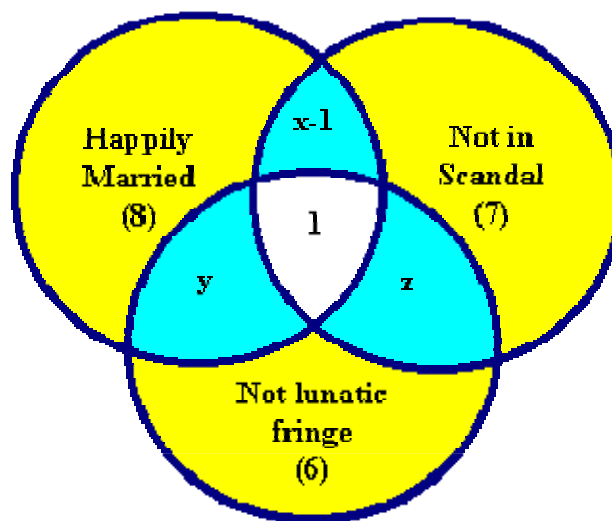 x-1
Happily
Married
(8)
Not in
Scandal
(7)
1
y
z
Not lunatic
fringe
(6)